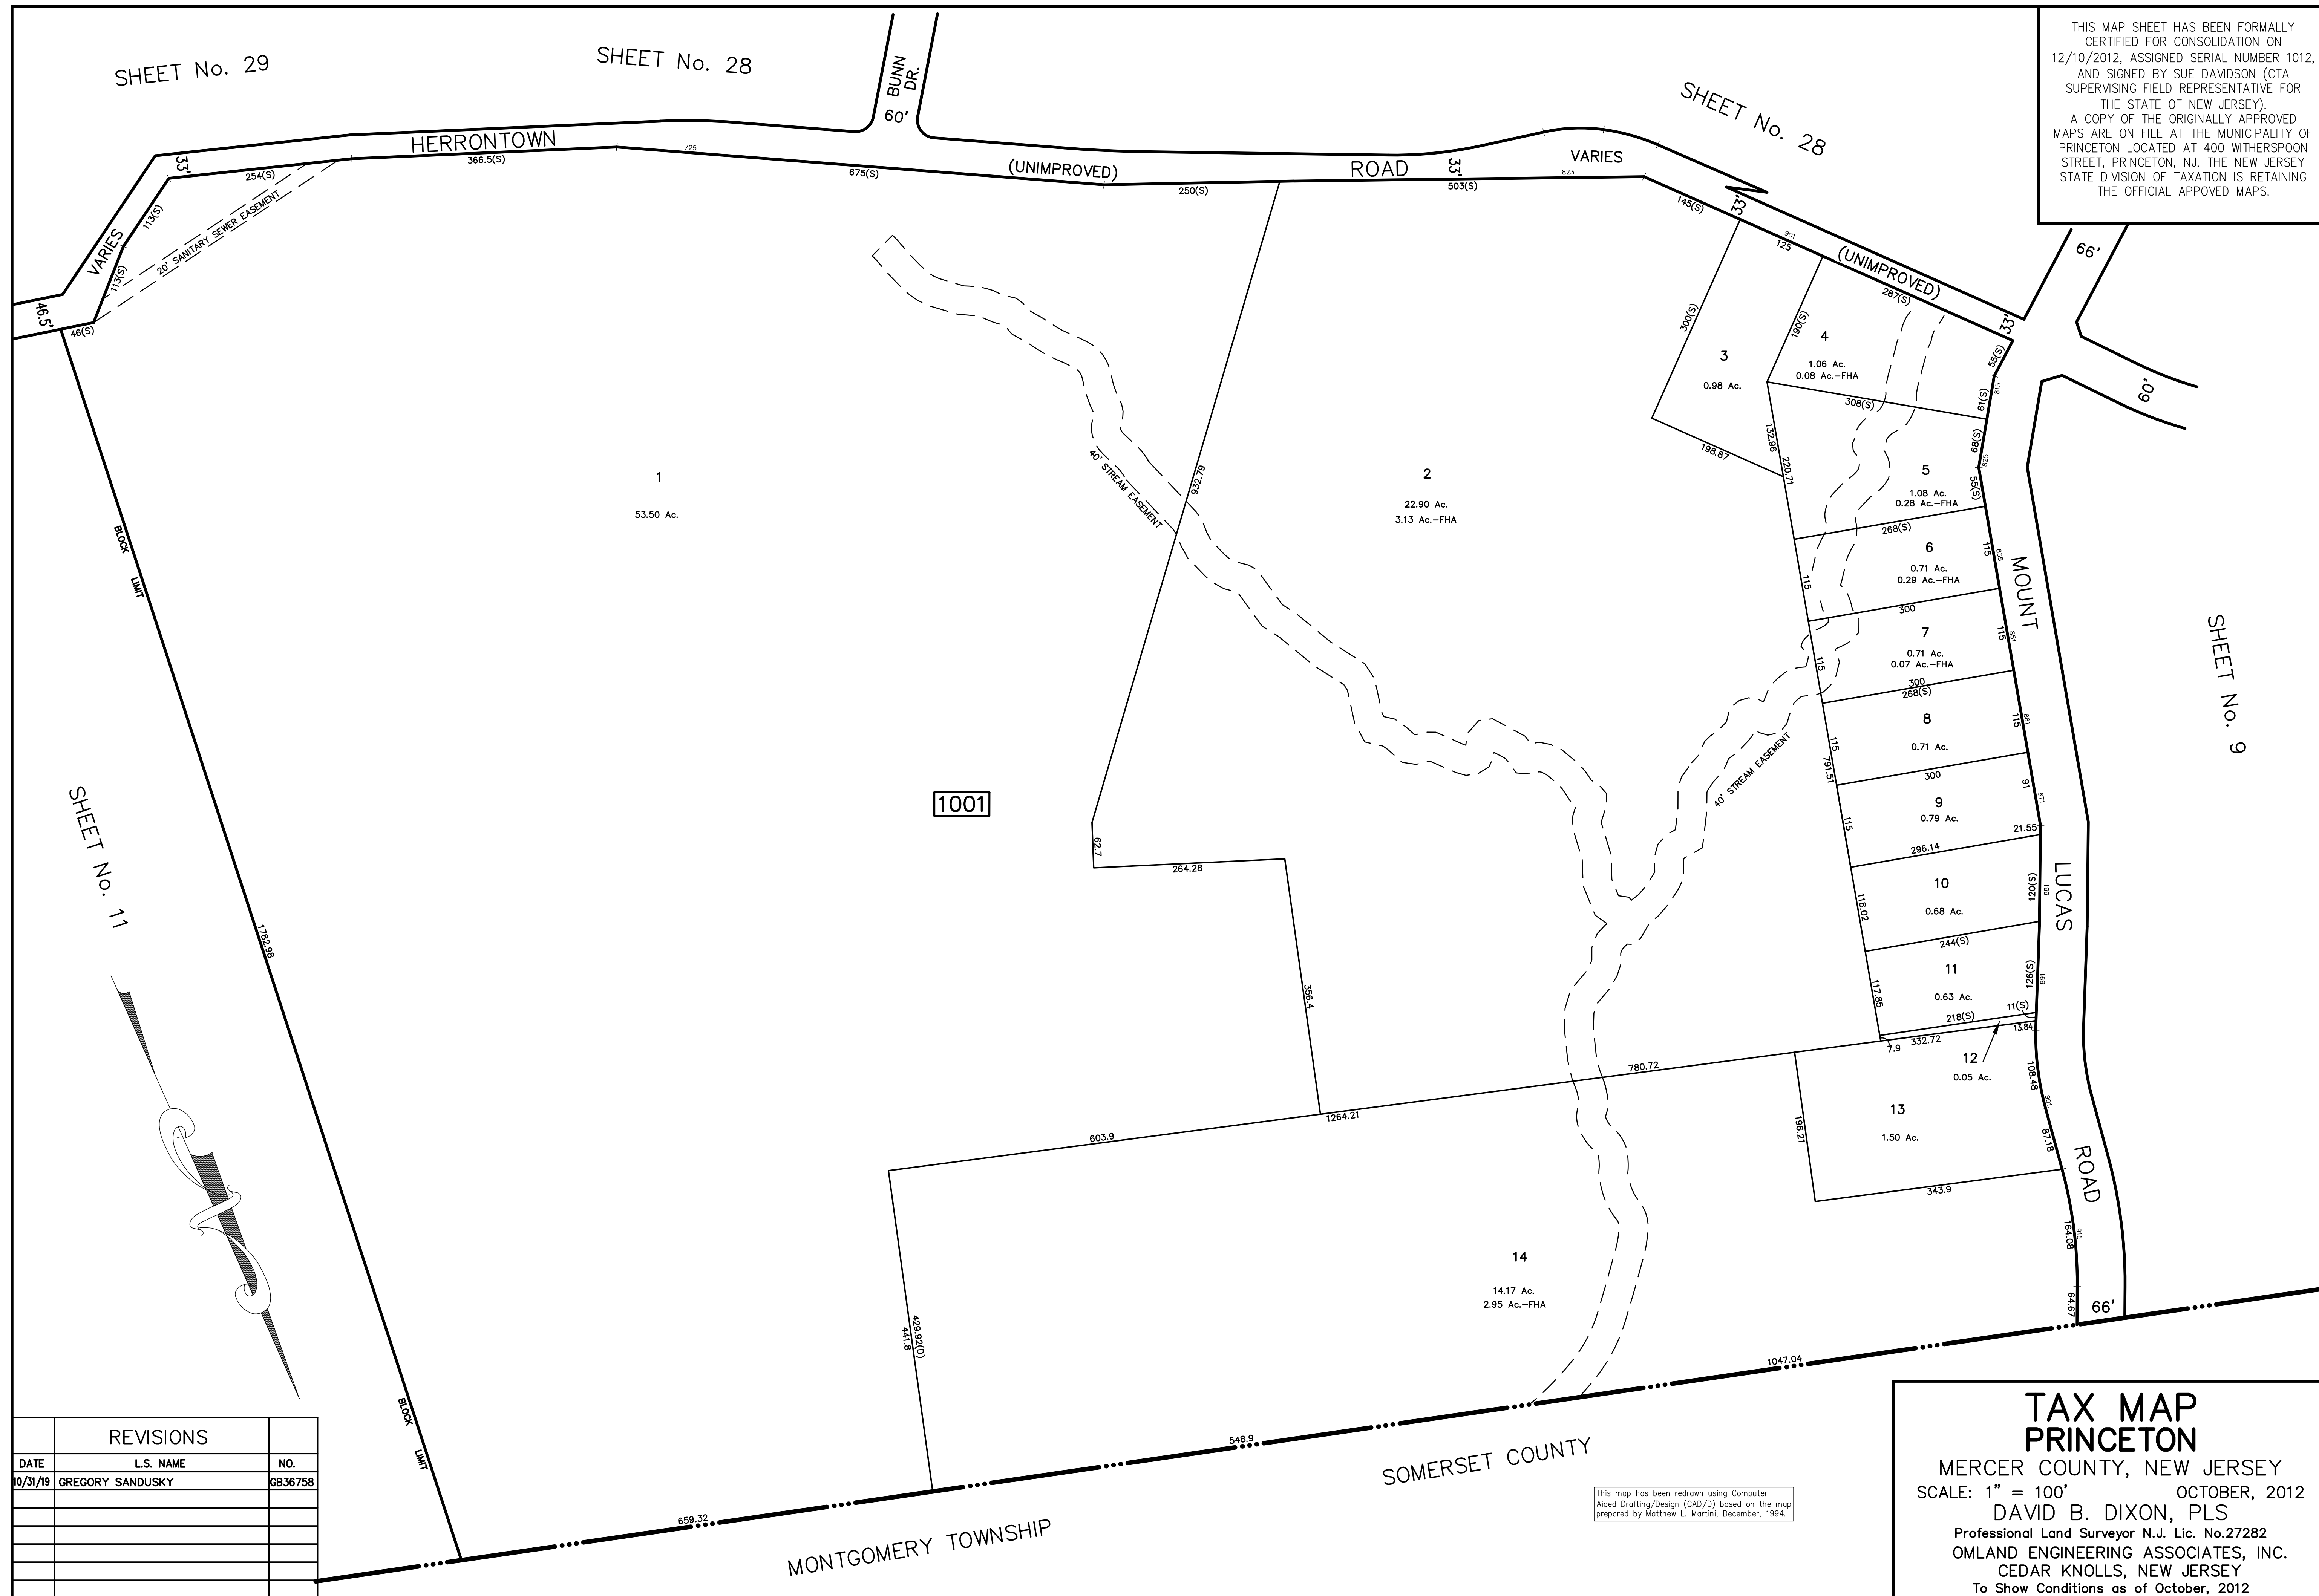 SHEET No. 29
SHEET No. 28
BUNN
DR.
60'
SHEET No. 28
THIS MAP SHEET HAS BEEN FORMALLY
CERTIFIED FOR CONSOLIDATION ON
12/10/2012, ASSIGNED SERIAL NUMBER 1012,
AND SIGNED BY SUE DAVIDSON (CTA
SUPERVISING FIELD REPRESENTATIVE FOR
THE STATE OF NEW JERSEY).
A COPY OF THE ORIGINALLY APPROVED
MAPS ARE ON FILE AT THE MUNICIPALITY OF
PRINCETON LOCATED AT 400 WITHERSPOON
STREET, PRINCETON, NJ. THE NEW JERSEY
STATE DIVISION OF TAXATION IS RETAINING
THE OFFICIAL APPOVED MAPS.
33'
HERRONTOWN
(UNIMPROVED)
ROAD
33'
VARIES
33'
(UNIMPROVED)
33'
66'
60'
254(S)
366.5(S)
725
675(S)
250(S)
503(S)
823
145(S)
901
125
287(S)
VARIES
46.5'
46(S)
113(S)
113(S)
20' SANITARY SEWER EASEMENT
BLOCK
LIMIT
1
53.50 Ac.
40' STREAM EASEMENT
932.79
2
22.90 Ac.
3.13 Ac.-FHA
300(S)
3
0.98 Ac.
198.87
190(S)
4
1.06 Ac.
0.08 Ac.-FHA
308(S)
55(S)
815
61(S)
132.96
220.71
68(S)
825
55(S)
5
1.08 Ac.
0.28 Ac.-FHA
268(S)
6
0.71 Ac.
0.29 Ac.-FHA
115
115
835
300
7
0.71 Ac.
0.07 Ac.-FHA
115
115
851
300
268(S)
8
0.71 Ac.
115
791.51
115
861
300
9
0.79 Ac.
115
91
871
21.55
296.14
10
0.68 Ac.
118.02
120(S)
881
244(S)
11
0.63 Ac.
117.85
126(S)
891
11(S)
218(S)
13.84
7.9
332.72
12
0.05 Ac.
MOUNT
LUCAS
ROAD
SHEET No. 9
40' STREAM EASEMENT
1001
62.7
264.28
356.4
SHEET No. 11
1782.98
780.72
1264.21
603.9
108.48
901
13
1.50 Ac.
196.21
87.18
343.9
164.08
915
64.67
66'
14
14.17 Ac.
2.95 Ac.-FHA
429.92(D)
441.8
1047.04
548.9
659.32
BLOCK
LIMIT
SOMERSET COUNTY
MONTGOMERY TOWNSHIP
REVISIONS
DATE L.S. NAME NO.
10/31/19 GREGORY SANDUSKY GB36758
This map has been redrawn using Computer
Aided Drafting/Design (CAD/D) based on the map
prepared by Matthew L. Martini, December, 1994.
TAX MAP
PRINCETON
MERCER COUNTY, NEW JERSEY
SCALE: 1" = 100' OCTOBER, 2012
DAVID B. DIXON, PLS
Professional Land Surveyor N.J. Lic. No.27282
OMLAND ENGINEERING ASSOCIATES, INC.
CEDAR KNOLLS, NEW JERSEY
To Show Conditions as of October, 2012